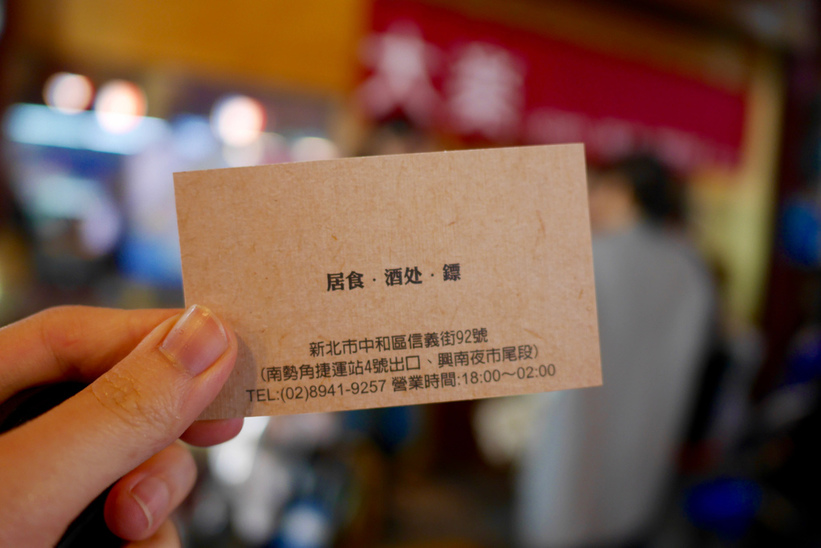 大
居食·酒处·鏢
新北市中和區信義街92號
(南勢角捷運站4號出口、興南夜市尾段)
TEL:(02)8941-9257 營業時間:18:00～02:00